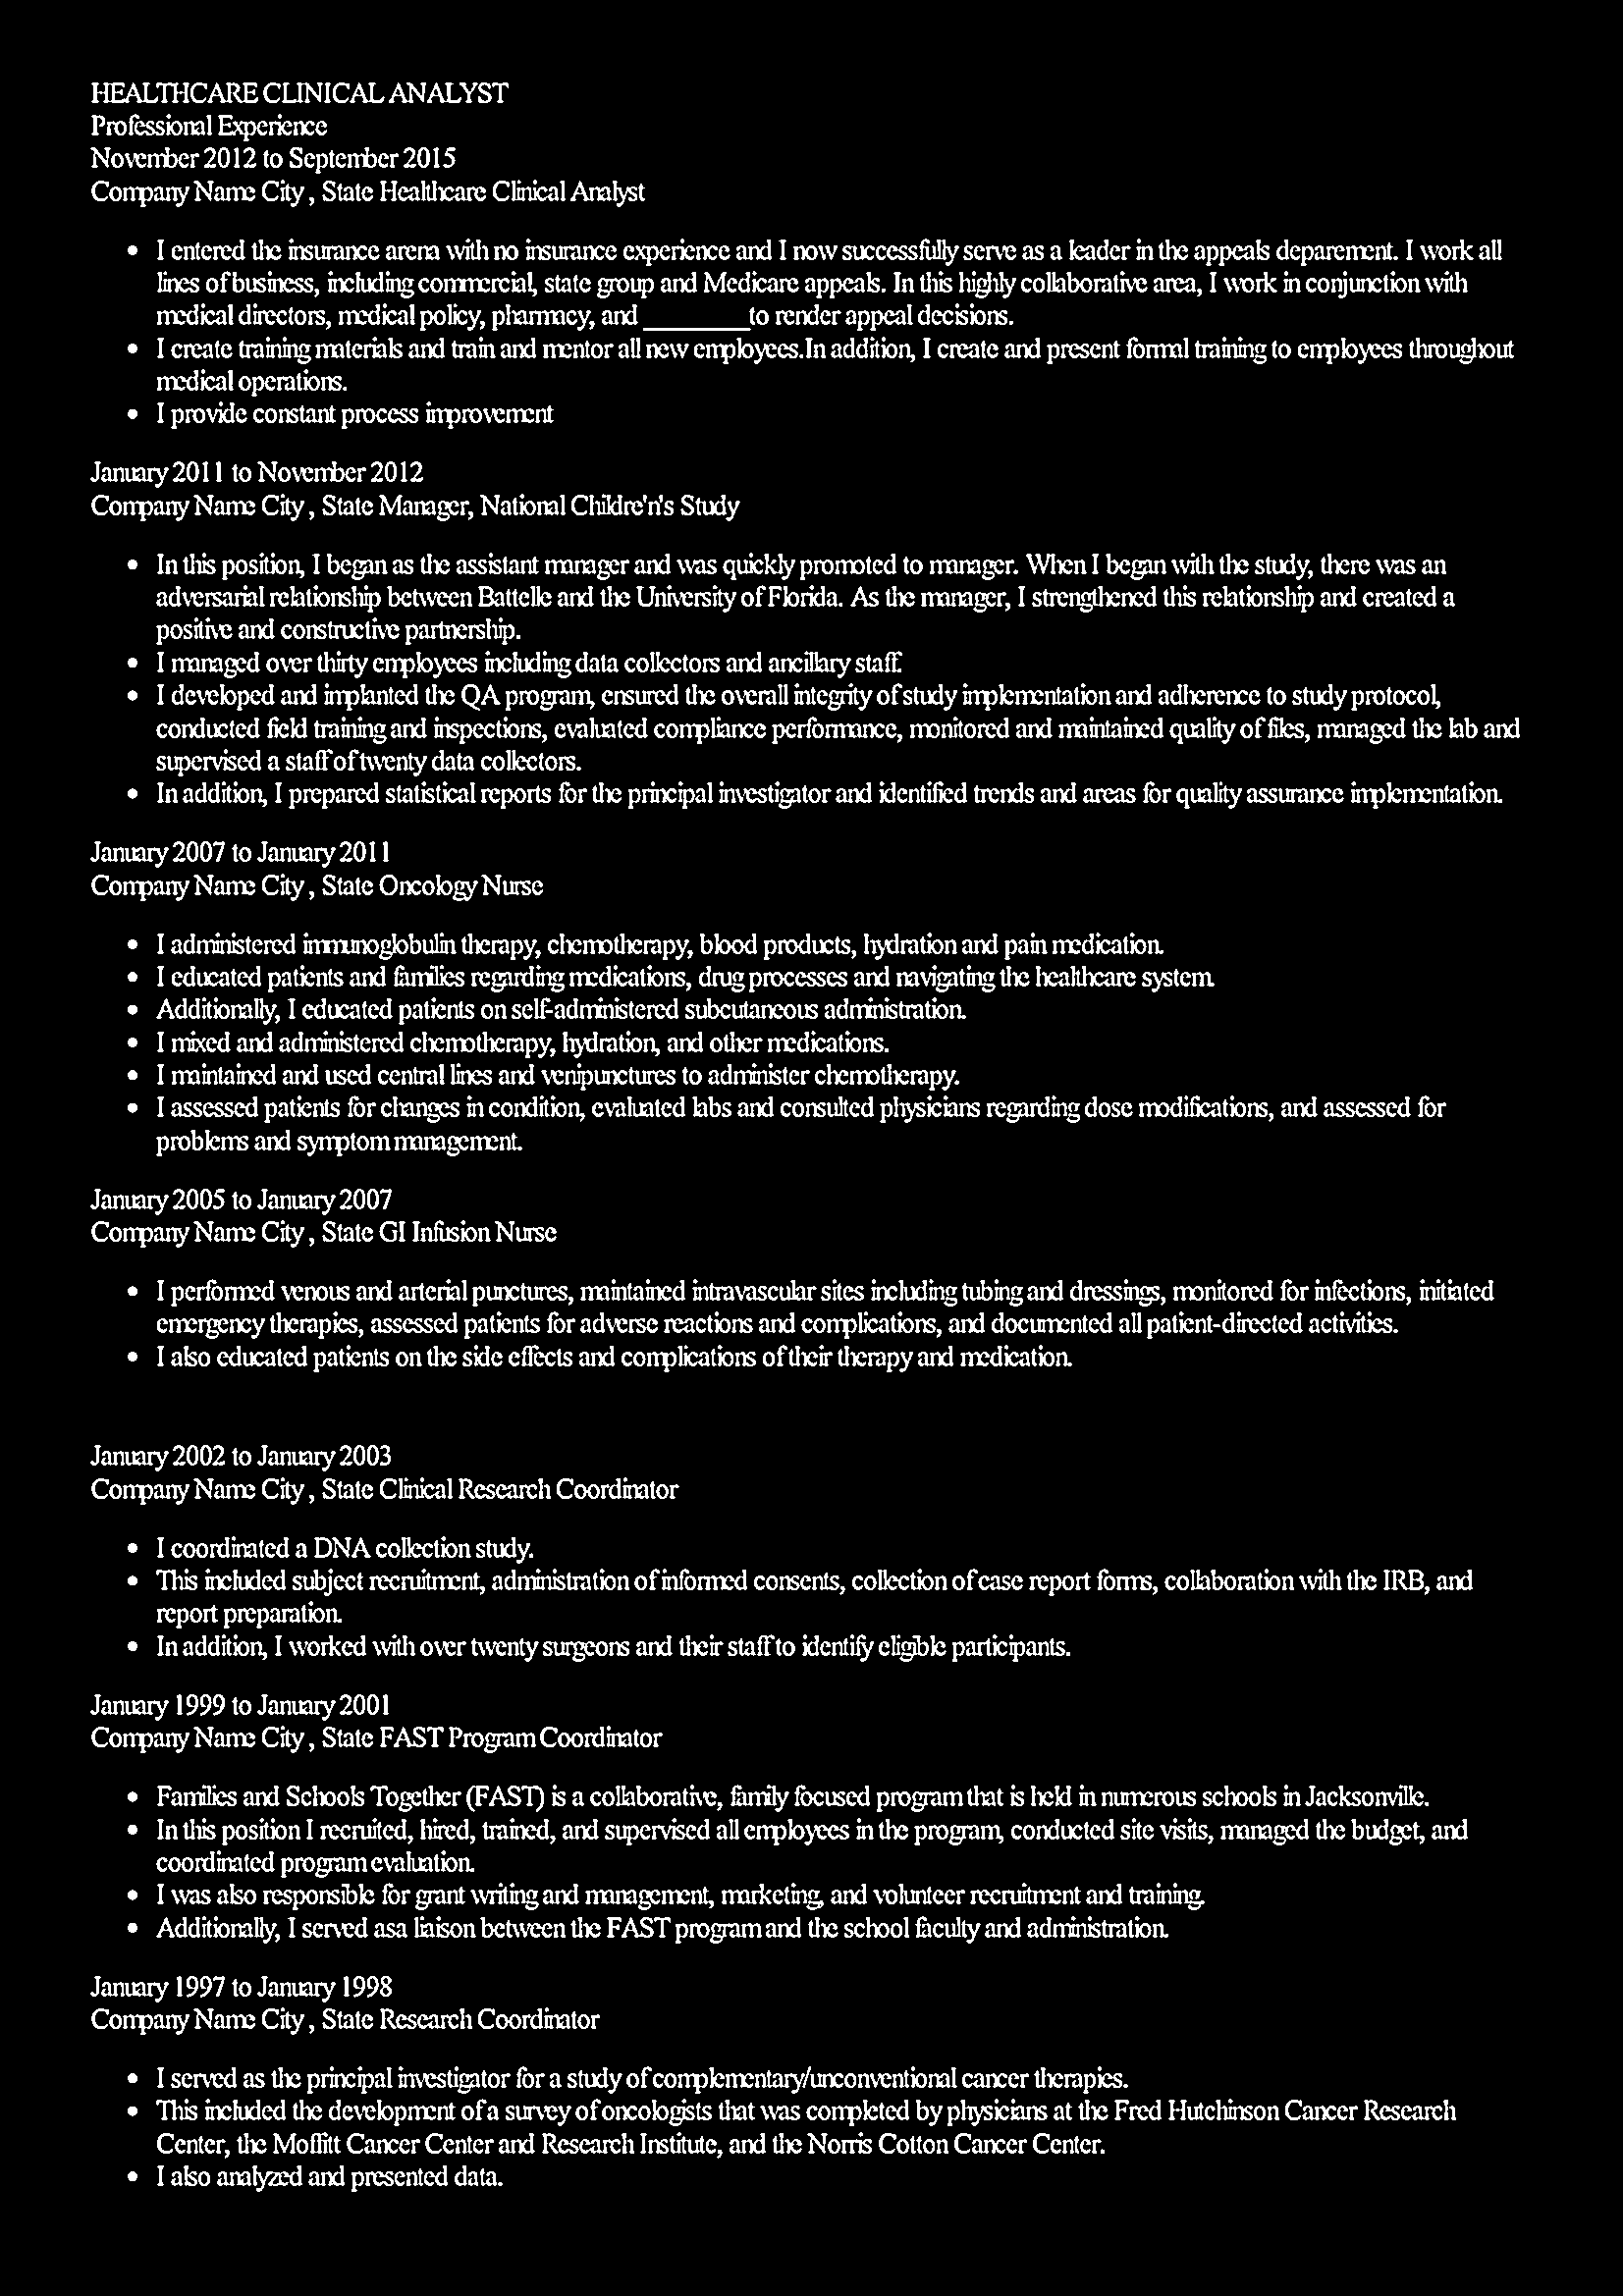 HEALTHCARE CLINICAL ANALYST
Professional Experience
November 2012 to September 2015
Company Name City , State Healthcare Clinical Analyst
• I entered the insurance arena with no insurance experience and I now successfully serve as a leader in the appeals deparement. I work all
lines of business, including commercial, state group and Medicare appeals. In this highly collaborative area, I work in conjunction with
medical directors, medical policy, pharmacy, and ________to render appeal decisions.
• I create training materials and train and mentor all new employees.In addition, I create and present formal training to employees throughout
medical operations.
• I provide constant process improvement
January 2011 to November 2012
Company Name City , State Manager, National Childre'n's Study
• In this position, I began as the assistant manager and was quickly promoted to manager. When I began with the study, there was an
adversarial relationship between Battelle and the University of Florida. As the manager, I strengthened this relationship and created a
positive and constructive partnership.
• I managed over thirty employees including data collectors and ancillary staff.
• I developed and implanted the QA program, ensured the overall integrity of study implementation and adherence to study protocol,
conducted field training and inspections, evaluated compliance performance, monitored and maintained quality of files, managed the lab and
supervised a staff of twenty data collectors.
• In addition, I prepared statistical reports for the principal investigator and identified trends and areas for quality assurance implementation.
January 2007 to January 2011
Company Name City , State Oncology Nurse
• I administered immunoglobulin therapy, chemotherapy, blood products, hydration and pain medication.
• I educated patients and families regarding medications, drug processes and navigating the healthcare system.
• Additionally, I educated patients on self-administered subcutaneous administration.
• I mixed and administered chemotherapy, hydration, and other medications.
• I maintained and used central lines and venipunctures to administer chemotherapy.
• I assessed patients for changes in condition, evaluated labs and consulted physicians regarding dose modifications, and assessed for
problems and symptom management.
January 2005 to January 2007
Company Name City , State GI Infusion Nurse
• I performed venous and arterial punctures, maintained intravascular sites including tubing and dressings, monitored for infections, initiated
emergency therapies, assessed patients for adverse reactions and complications, and documented all patient-directed activities.
• I also educated patients on the side effects and complications of their therapy and medication.
January 2002 to January 2003
Company Name City , State Clinical Research Coordinator
• I coordinated a DNA collection study.
• This included subject recruitment, administration of informed consents, collection of case report forms, collaboration with the IRB, and
report preparation.
• In addition, I worked with over twenty surgeons and their staff to identify eligible participants.
January 1999 to January 2001
Company Name City , State FAST Program Coordinator
• Families and Schools Together (FAST) is a collaborative, family focused program that is held in numerous schools in Jacksonville.
• In this position I recruited, hired, trained, and supervised all employees in the program, conducted site visits, managed the budget, and
coordinated program evaluation.
• I was also responsible for grant writing and management, marketing, and volunteer recruitment and training.
• Additionally, I served asa liaison between the FAST program and the school faculty and administration.
January 1997 to January 1998
Company Name City , State Research Coordinator
• I served as the principal investigator for a study of complementary/unconventional cancer therapies.
• This included the development of a survey of oncologists that was completed by physicians at the Fred Hutchinson Cancer Research
Center, the Moffitt Cancer Center and Research Institute, and the Norris Cotton Cancer Center.
• I also analyzed and presented data.